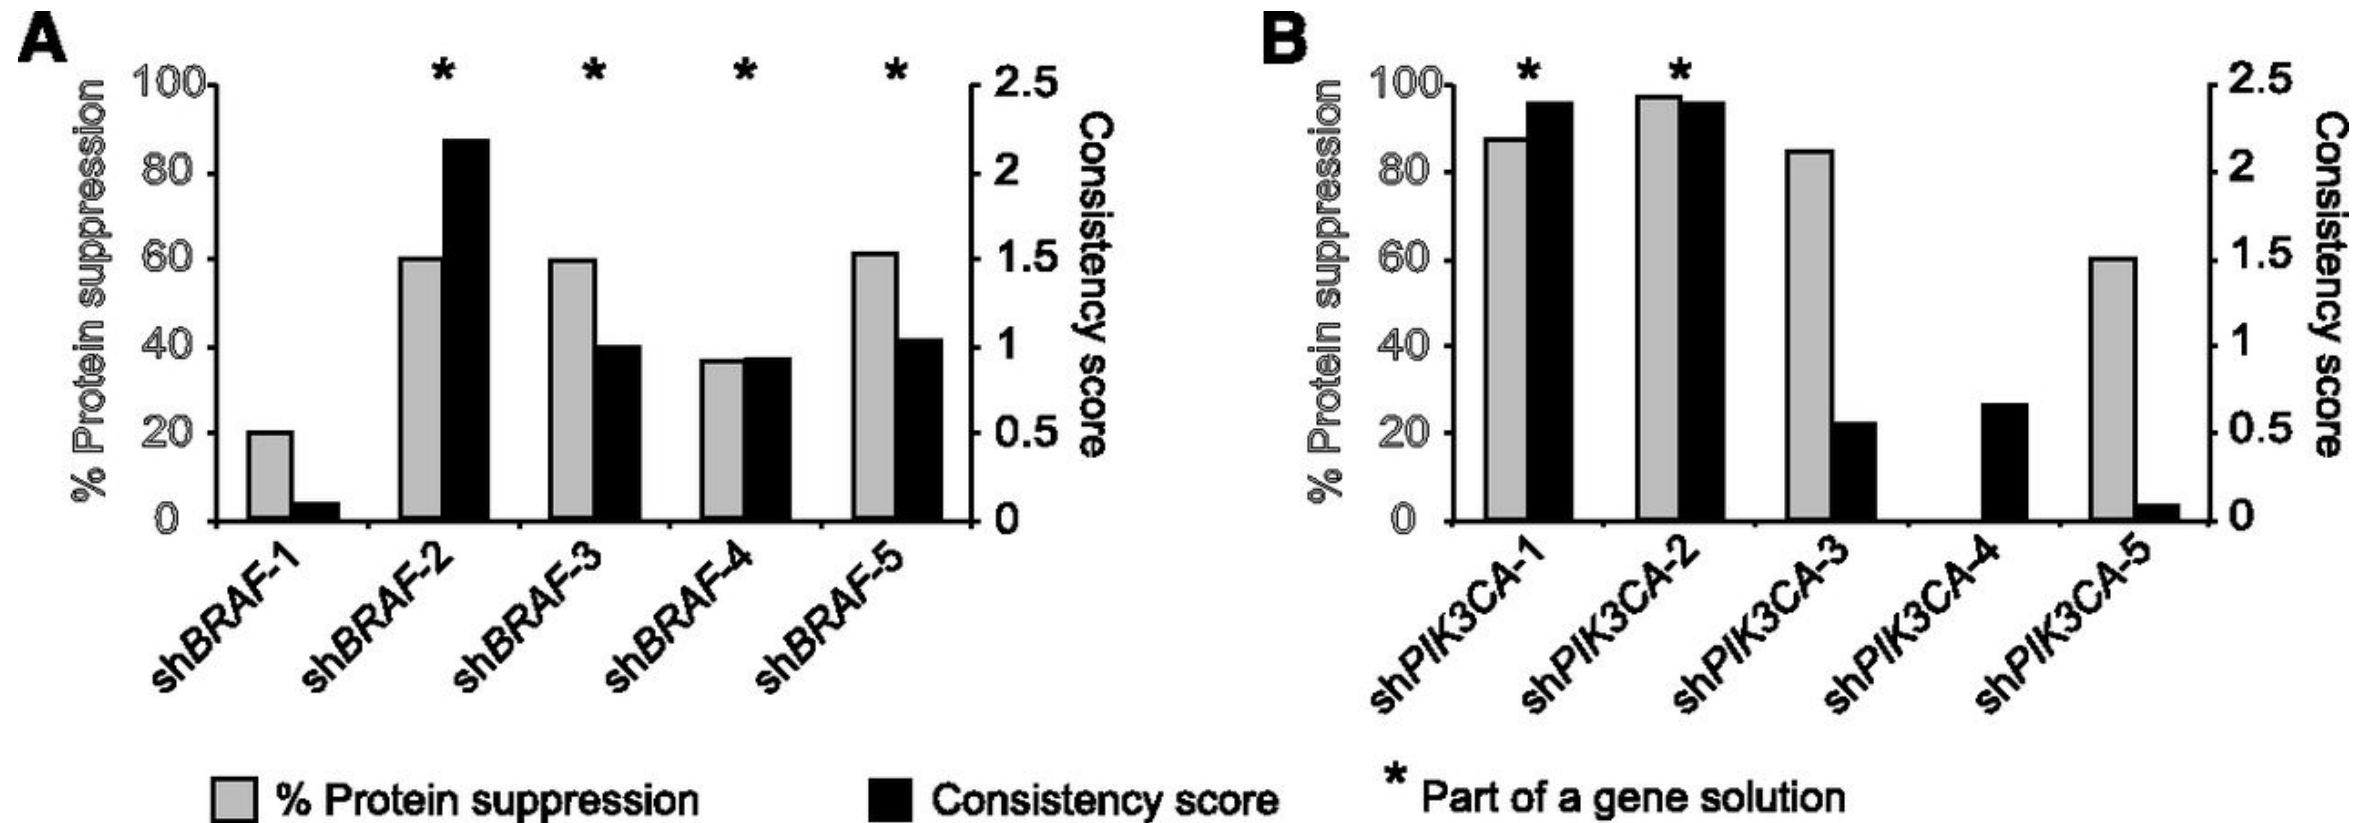 A
% Protein suppression
100
80
60
40
20
0
* * * *
2.5
2
1.5
1
0.5
0
Consistency score
shBRAF-1
shBRAF-2
shBRAF-3
shBRAF-4
shBRAF-5
B
% Protein suppression
100
80
60
40
20
0
* *
2.5
2
1.5
1
0.5
0
Consistency score
shPIK3CA-1
shPIK3CA-2
shPIK3CA-3
shPIK3CA-4
shPIK3CA-5
% Protein suppression
Consistency score
* Part of a gene solution